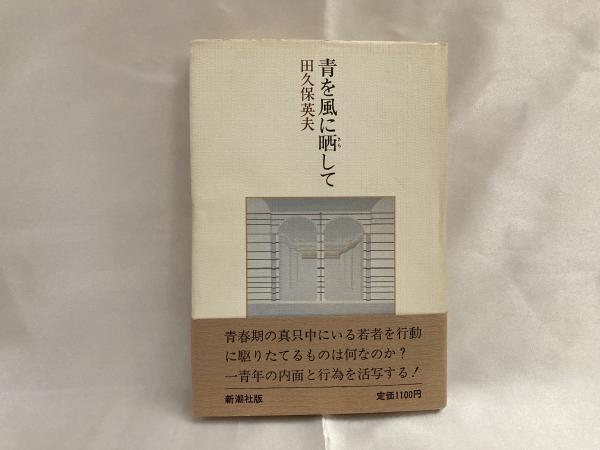 青を風に晒して
さら
田久保英夫
青春期の真只中にいる若者を行動
に駆りたてるものは何なのか？
一青年の内面と行為を活写する！
新潮社版
定価1100円